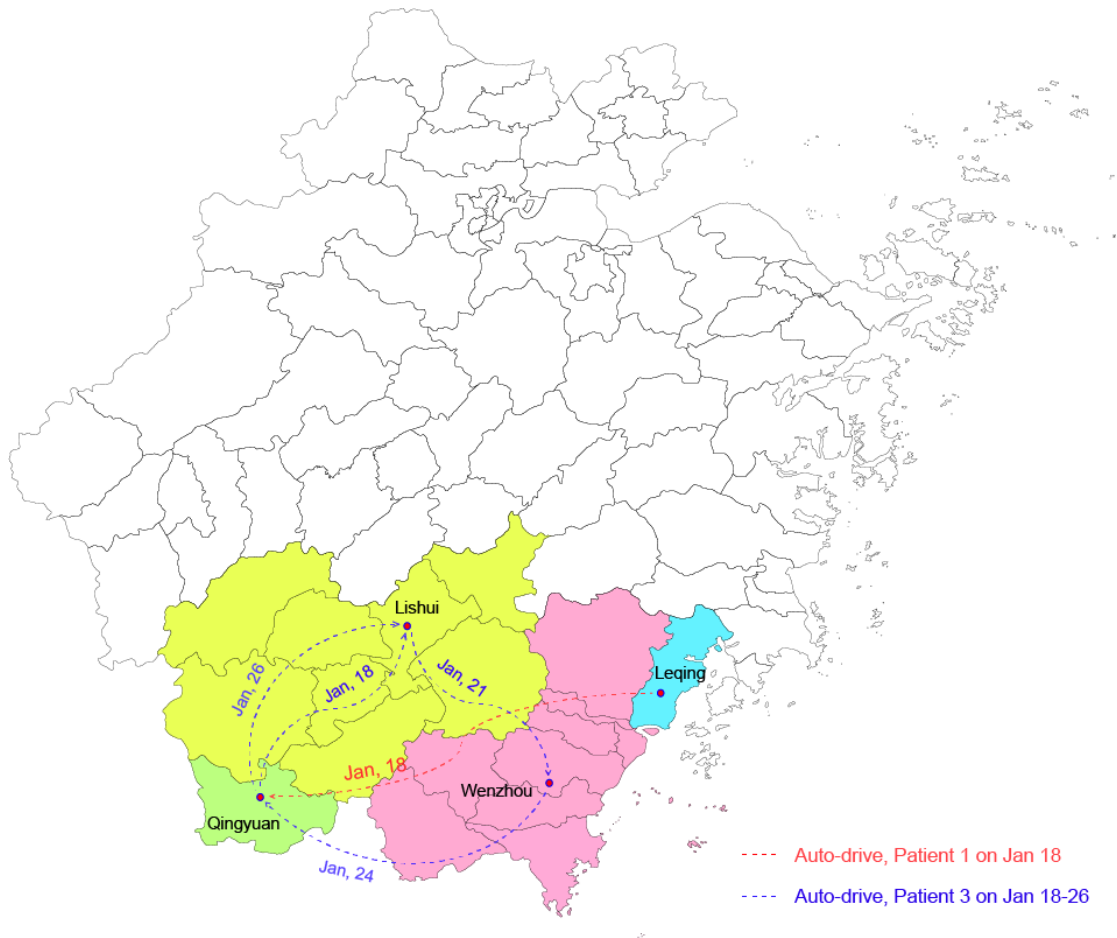 Lishui
Jan, 26
Jan, 18
Jan, 21
Leqing
Jan, 18
Wenzhou
Qingyuan
Jan, 24
Auto-drive, Patient 1 on Jan 18
Auto-drive, Patient 3 on Jan 18-26